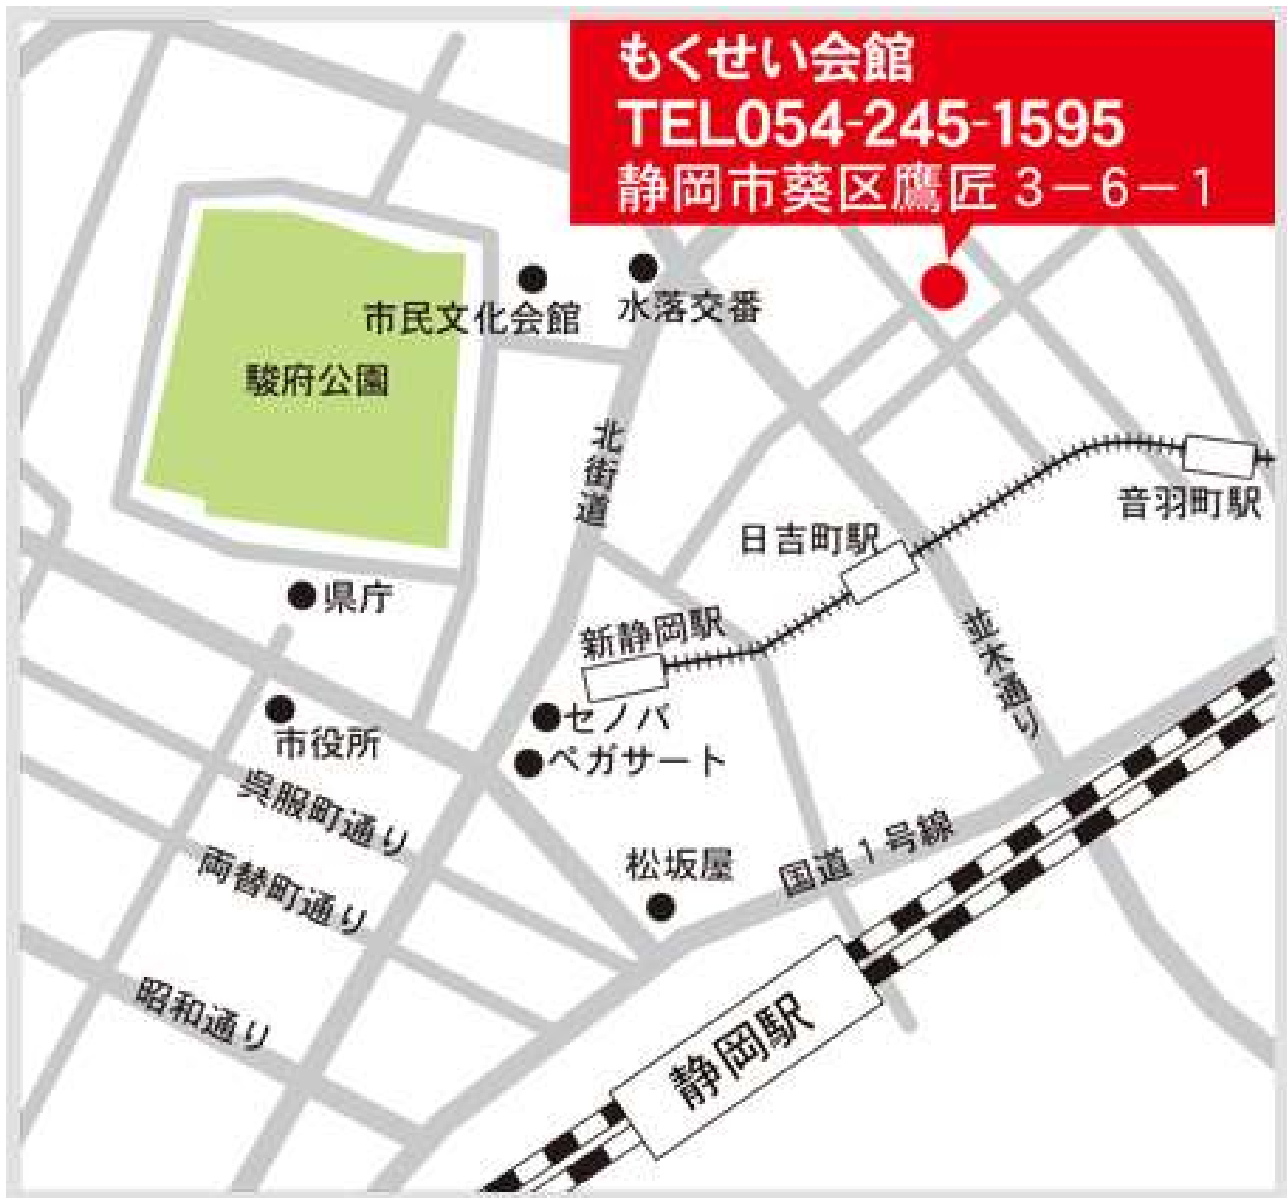 もくせい会館
TEL054-245-1595
静岡市葵区鷹匠 3－6－1
市民文化会館
水落交番
駿府公園
北街道
音羽町駅
日吉町駅
県庁
新静岡駅
並木通り
市役所
セノバ
ペガサート
呉服町通り
松坂屋
国道1号線
両替町通り
昭和通り
静岡駅